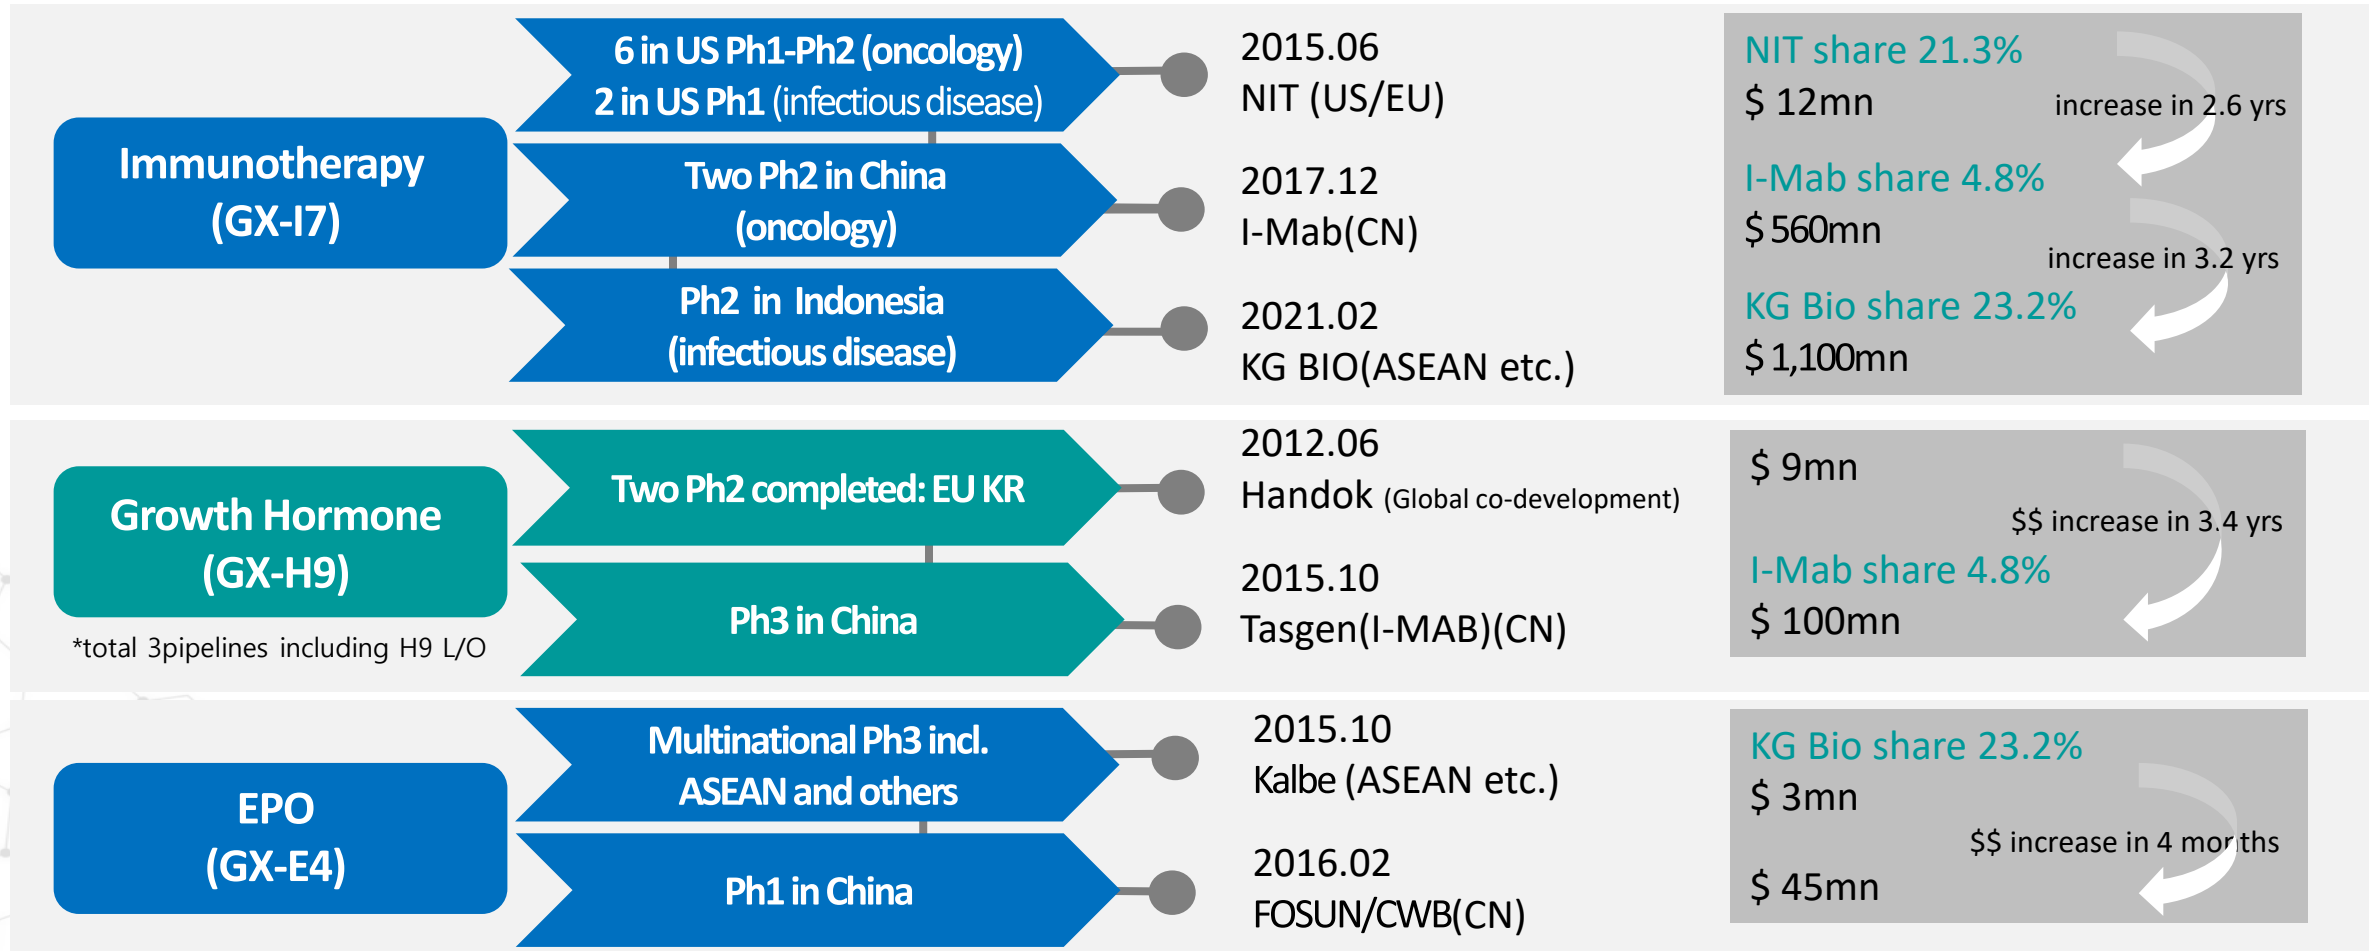 Immunotherapy
(GX-I7)
6 in US Ph1-Ph2 (oncology)
2 in US Ph1 (infectious disease)
2015.06
NIT (US/EU)
NIT share 21.3%
$ 12mn
increase in 2.6 yrs
Two Ph2 in China
(oncology)
2017.12
I-Mab(CN)
I-Mab share 4.8%
$ 560mn
increase in 3.2 yrs
Ph2 in Indonesia
(infectious disease)
2021.02
KG BIO(ASEAN etc.)
KG Bio share 23.2%
$ 1,100mn
Growth Hormone
(GX-H9)
*total 3pipelines including H9 L/O
Two Ph2 completed: EU KR
2012.06
Handok (Global co-development)
$ 9mn
$$ increase in 3.4 yrs
Ph3 in China
2015.10
Tasgen(I-MAB)(CN)
I-Mab share 4.8%
$ 100mn
EPO
(GX-E4)
Multinational Ph3 incl.
ASEAN and others
2015.10
Kalbe (ASEAN etc.)
KG Bio share 23.2%
$ 3mn
$$ increase in 4 months
Ph1 in China
2016.02
FOSUN/CWB(CN)
$ 45mn